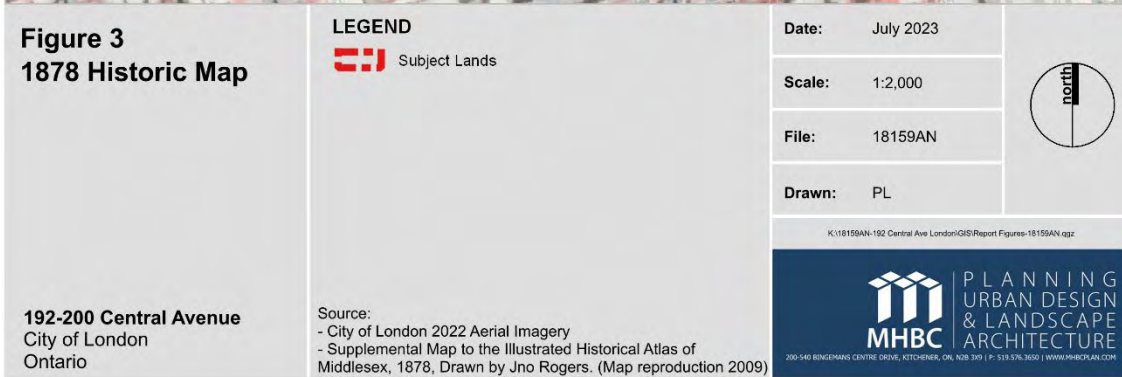 Figure 3
1878 Historic Map
192-200 Central Avenue
City of London
Ontario
LEGEND
Subject Lands
Source:
- City of London 2022 Aerial Imagery
- Supplemental Map to the Illustrated Historical Atlas of
Middlesex, 1878, Drawn by Jno Rogers. (Map reproduction 2009)
Date: July 2023
Scale: 1:2,000
File: 18159AN
Drawn: PL
north
K:\18159AN-192 Central Ave London\GIS\Report Figures-18159AN.qgz
MHBC
PLANNING
URBAN DESIGN
& LANDSCAPE
ARCHITECTURE
200-540 BINGEMANS CENTRE DRIVE, KITCHENER, ON, N2B 3X9 | P: 519.576.3650 | WWW.MHBCPLAN.COM